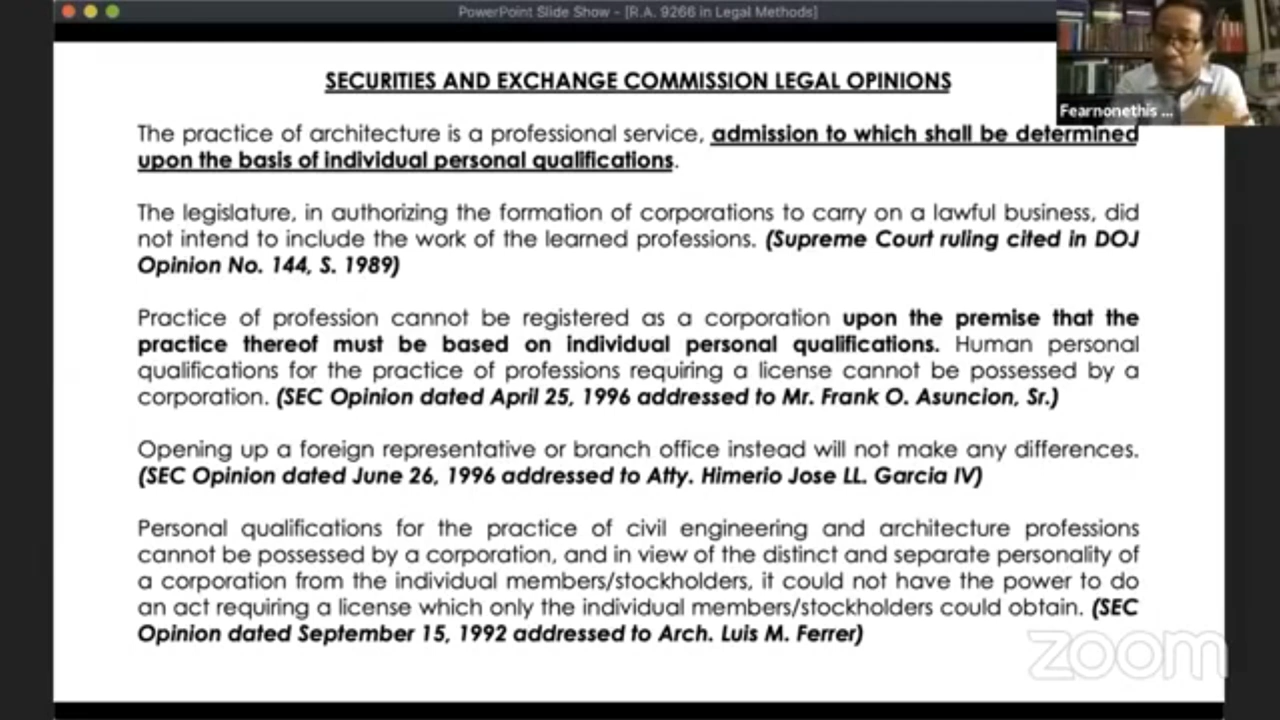 PowerPoint Slide Show - [R.A. 9266 in Legal Methods]
SECURITIES AND EXCHANGE COMMISSION LEGAL OPINIONS
Fearnonethis ...
The practice of architecture is a professional service, admission to which shall be determined
upon the basis of individual personal qualifications.
The legislature, in authorizing the formation of corporations to carry on a lawful business, did
not intend to include the work of the learned professions. (Supreme Court ruling cited in DOJ
Opinion No. 144, S. 1989)
Practice of profession cannot be registered as a corporation upon the premise that the
practice thereof must be based on individual personal qualifications. Human personal
qualifications for the practice of professions requiring a license cannot be possessed by a
corporation. (SEC Opinion dated April 25, 1996 addressed to Mr. Frank O. Asuncion, Sr.)
Opening up a foreign representative or branch office instead will not make any differences.
(SEC Opinion dated June 26, 1996 addressed to Atty. Himerio Jose LL. Garcia IV)
Personal qualifications for the practice of civil engineering and architecture professions
cannot be possessed by a corporation, and in view of the distinct and separate personality of
a corporation from the individual members/stockholders, it could not have the power to do
an act requiring a license which only the individual members/stockholders could obtain. (SEC
Opinion dated September 15, 1992 addressed to Arch. Luis M. Ferrer)
zoom